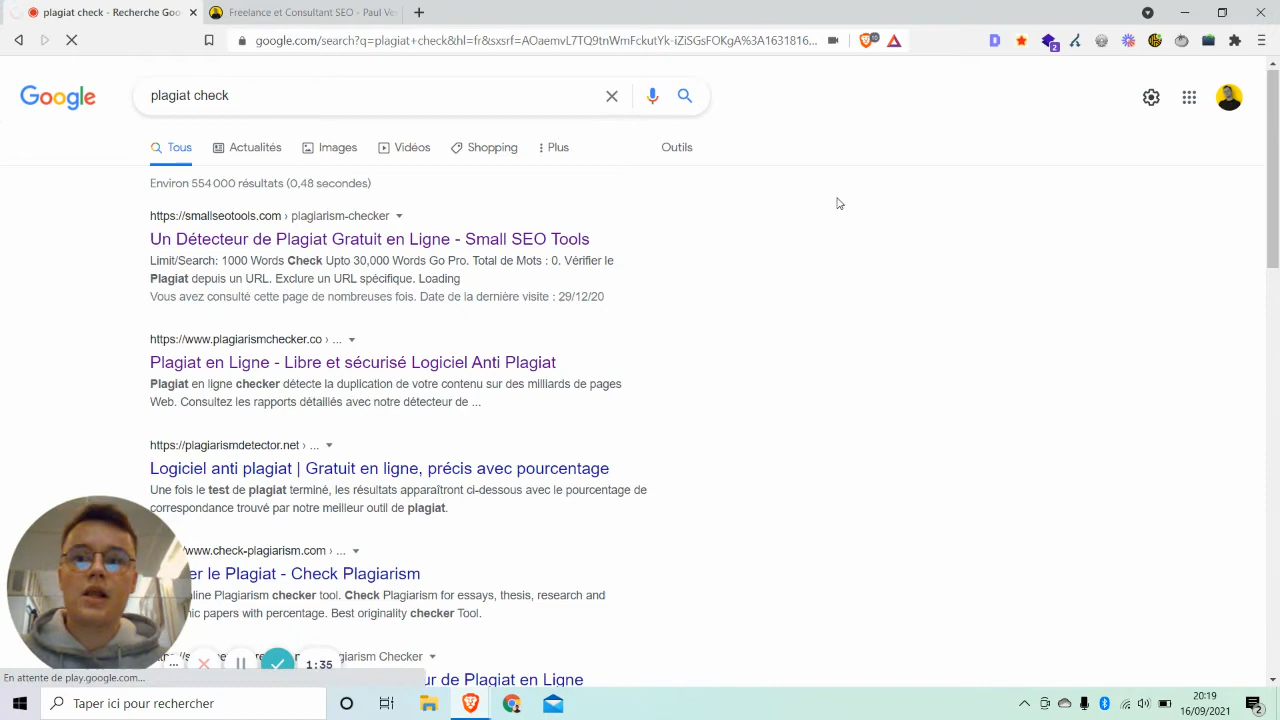 plagiat check - Recherche Goo
Freelance et Consultant SEO - Paul Ve
google.com/search?q=plagiat+check&hl=fr&sxsrf=AOaemvL7TQ9tnWmFckutYk-iZiSGsFOKgA%3A1631816...
10
2
Google
plagiat check
Tous
Actualités
Images
Vidéos
Shopping
Plus
Outils
Environ 554 000 résultats (0,48 secondes)
https://smallseotools.com › plagiarism-checker
Un Détecteur de Plagiat Gratuit en Ligne - Small SEO Tools
Limit/Search: 1000 Words Check Upto 30,000 Words Go Pro. Total de Mots : 0. Vérifier le
Plagiat depuis un URL. Exclure un URL spécifique. Loading
Vous avez consulté cette page de nombreuses fois. Date de la dernière visite : 29/12/20
https://www.plagiarismchecker.co › ...
Plagiat en Ligne - Libre et sécurisé Logiciel Anti Plagiat
Plagiat en ligne checker détecte la duplication de votre contenu sur des milliards de pages
Web. Consultez les rapports détaillés avec notre détecteur de ...
https://plagiarismdetector.net › ...
Logiciel anti plagiat | Gratuit en ligne, précis avec pourcentage
Une fois le test de plagiat terminé, les résultats apparaîtront ci-dessous avec le pourcentage de
correspondance trouvé par notre meilleur outil de plagiat.
www.check-plagiarism.com › ...
er le Plagiat - Check Plagiarism
line Plagiarism checker tool. Check Plagiarism for essays, thesis, research and
ic papers with percentage. Best originality checker Tool.
giarism Checker
ur de Plagiat en Ligne
1:35
En attente de play.google.com...
Taper ici pour rechercher
20:19
16/09/2021
2